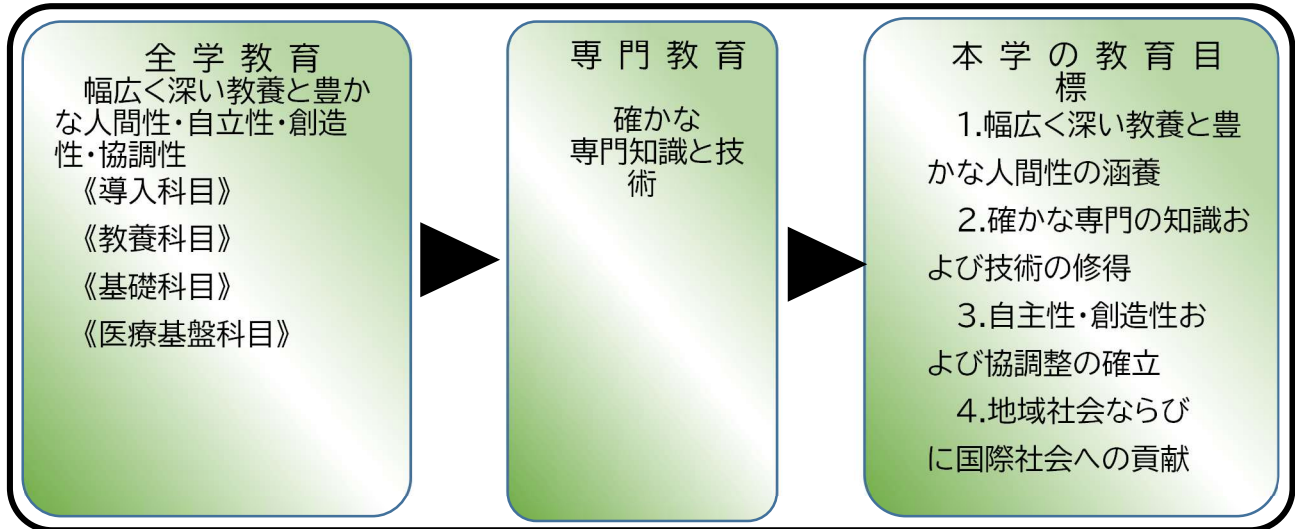 全学教育
幅広く深い教養と豊か
な人間性・自立性・創造
性・協調性
《導入科目》
《教養科目》
《基礎科目》
《医療基盤科目》
専門教育
確かな
専門知識と技
術
本学の教育目
標
1.幅広く深い教養と豊
かな人間性の涵養
2.確かな専門の知識お
よび技術の修得
3.自主性・創造性お
よび協調整の確立
4.地域社会ならび
に国際社会への貢献